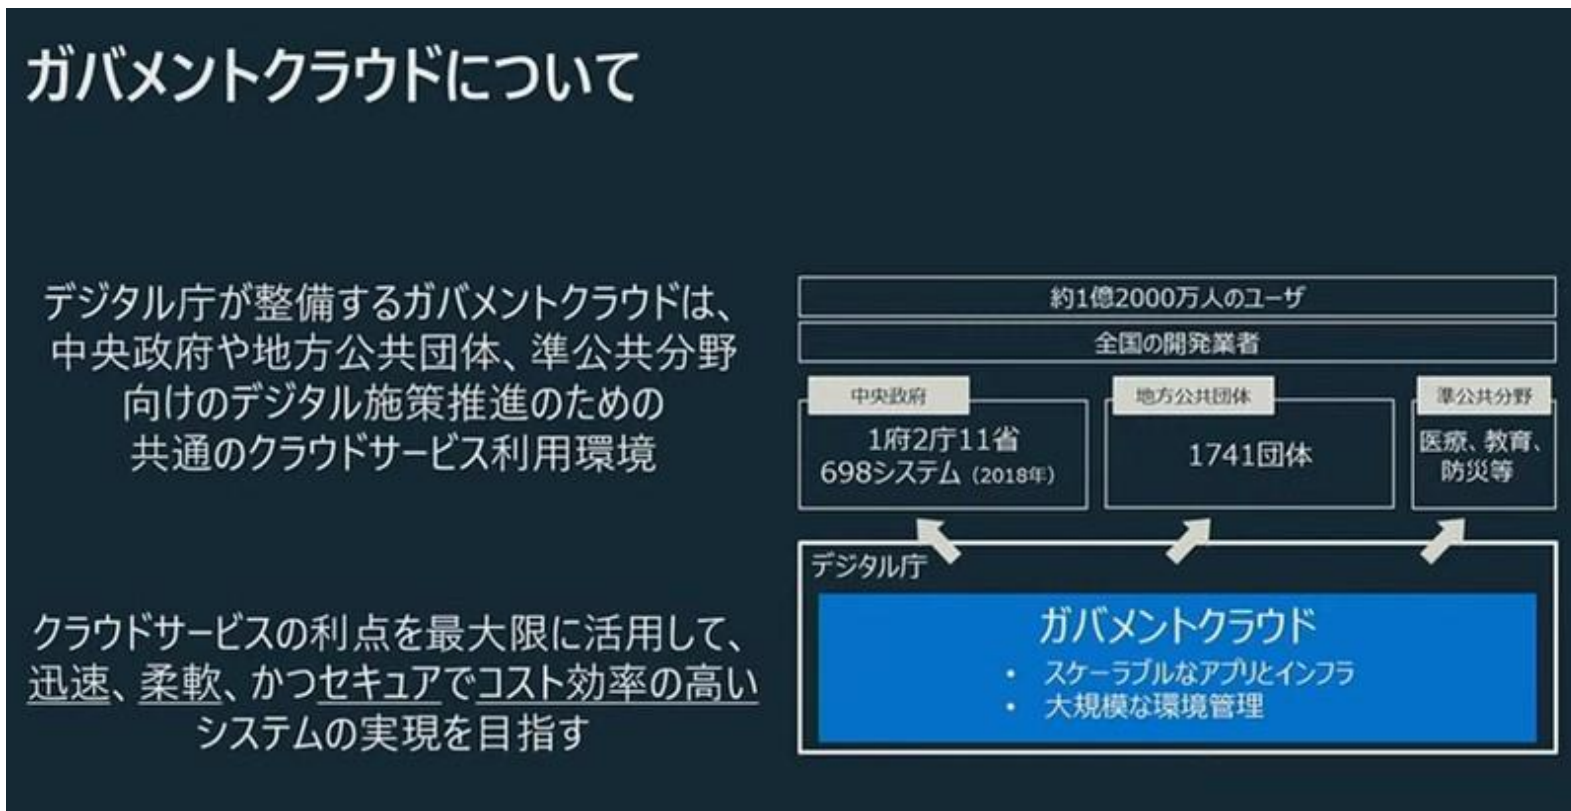 ガバメントクラウドについて
デジタル庁が整備するガバメントクラウドは、
中央政府や地方公共団体、準公共分野
向けのデジタル施策推進のための
共通のクラウドサービス利用環境
クラウドサービスの利点を最大限に活用して、
迅速、柔軟、かつセキュアでコスト効率の高い
システムの実現を目指す
約1億2000万人のユーザ
全国の開発業者
中央政府
1府2庁11省
698システム（2018年）
地方公共団体
1741団体
準公共分野
医療、教育、
防災等
デジタル庁
ガバメントクラウド
• スケーラブルなアプリとインフラ
• 大規模な環境管理